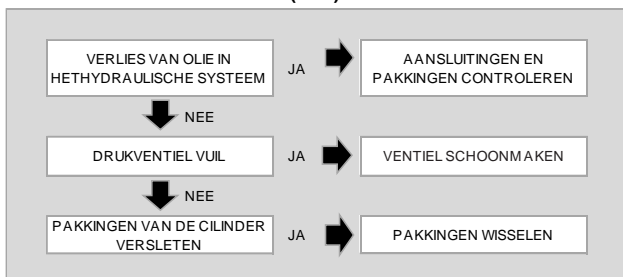 VERLIES VAN OLIE IN
HETHYDRAULISCHE SYSTEEM
JA
AANSLUITINGEN EN
PAKKINGEN CONTROLEREN
NEE
DRUKVENTIEL VUIL
JA
VENTIEL SCHOONMAKEN
NEE
PAKKINGEN VAN DE CILINDER
VERSLETEN
JA
PAKKINGEN WISSELEN